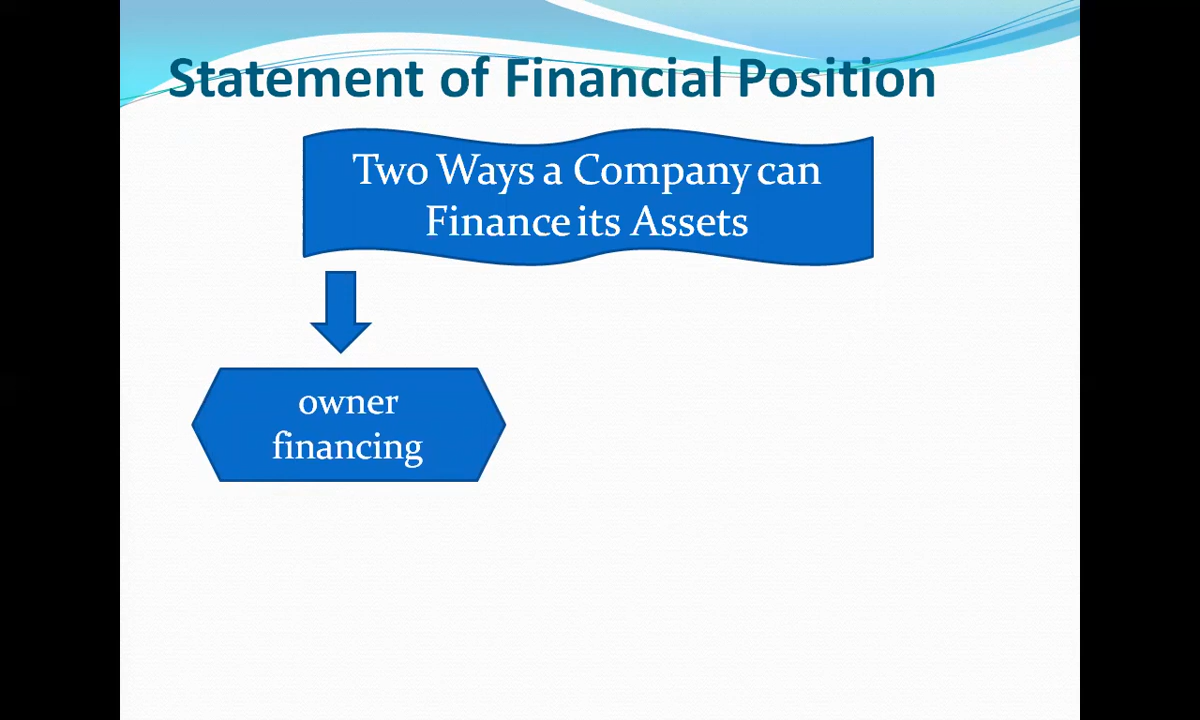 Statement of Financial Position
Two Ways a Company can
Finance its Assets
owner
financing